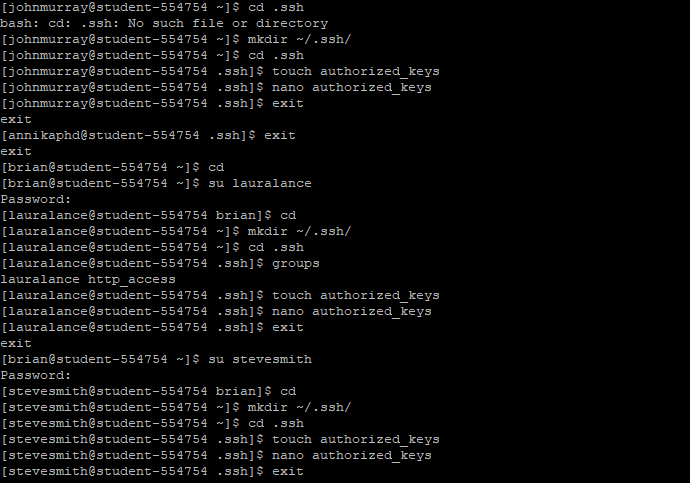 [johnmurray@student-554754 ~]$ cd .ssh
bash: cd: .ssh: No such file or directory
[johnmurray@student-554754 ~]$ mkdir ~/.ssh/
[johnmurray@student-554754 ~]$ cd .ssh
[johnmurray@student-554754 .ssh]$ touch authorized_keys
[johnmurray@student-554754 .ssh]$ nano authorized_keys
[johnmurray@student-554754 .ssh]$ exit
exit
[annikaphd@student-554754 .ssh]$ exit
exit
[brian@student-554754 ~]$ cd
[brian@student-554754 ~]$ su lauralance
Password:
[lauralance@student-554754 brian]$ cd
[lauralance@student-554754 ~]$ mkdir ~/.ssh/
[lauralance@student-554754 ~]$ cd .ssh
[lauralance@student-554754 .ssh]$ groups
lauralance http_access
[lauralance@student-554754 .ssh]$ touch authorized_keys
[lauralance@student-554754 .ssh]$ nano authorized_keys
[lauralance@student-554754 .ssh]$ exit
exit
[brian@student-554754 ~]$ su stevesmith
Password:
[stevesmith@student-554754 brian]$ cd
[stevesmith@student-554754 ~]$ mkdir ~/.ssh/
[stevesmith@student-554754 ~]$ cd .ssh
[stevesmith@student-554754 .ssh]$ touch authorized_keys
[stevesmith@student-554754 .ssh]$ nano authorized_keys
[stevesmith@student-554754 .ssh]$ exit